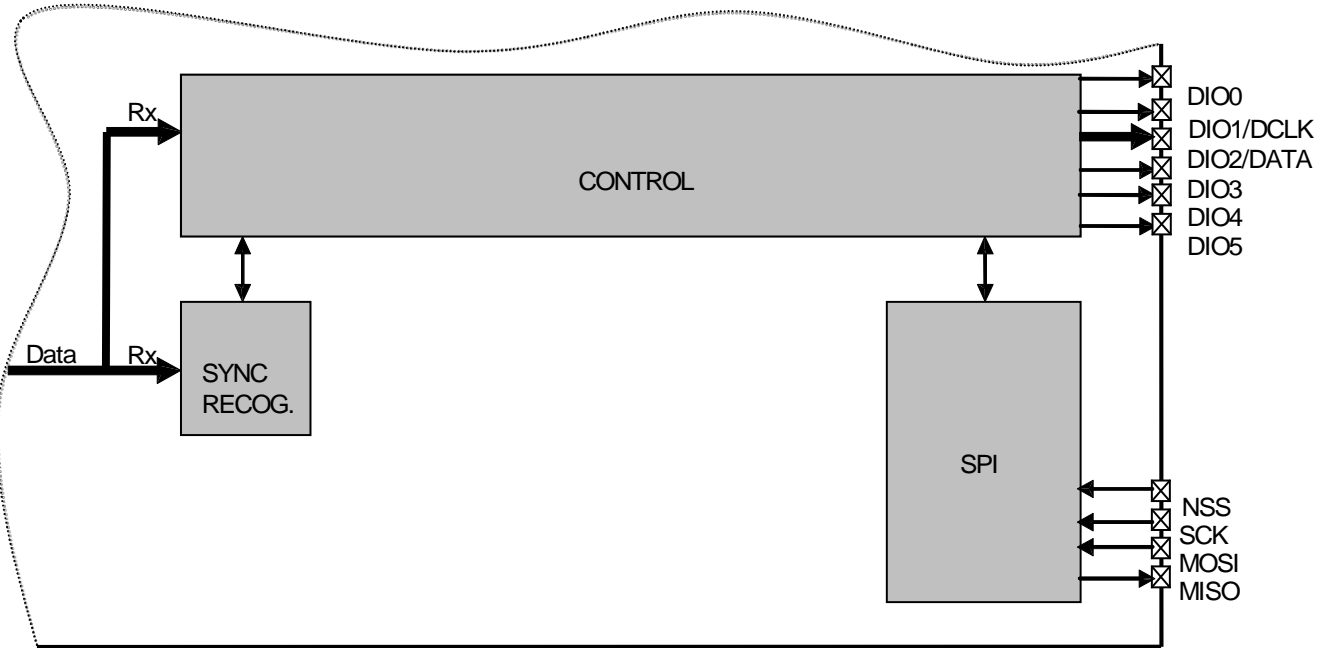 Rx
DIO0
DIO1/DCLK
DIO2/DATA
CONTROL
DIO3
DIO4
DIO5
Data
Rx
SYNC
RECOG.
SPI
NSS
SCK
MOSI
MISO